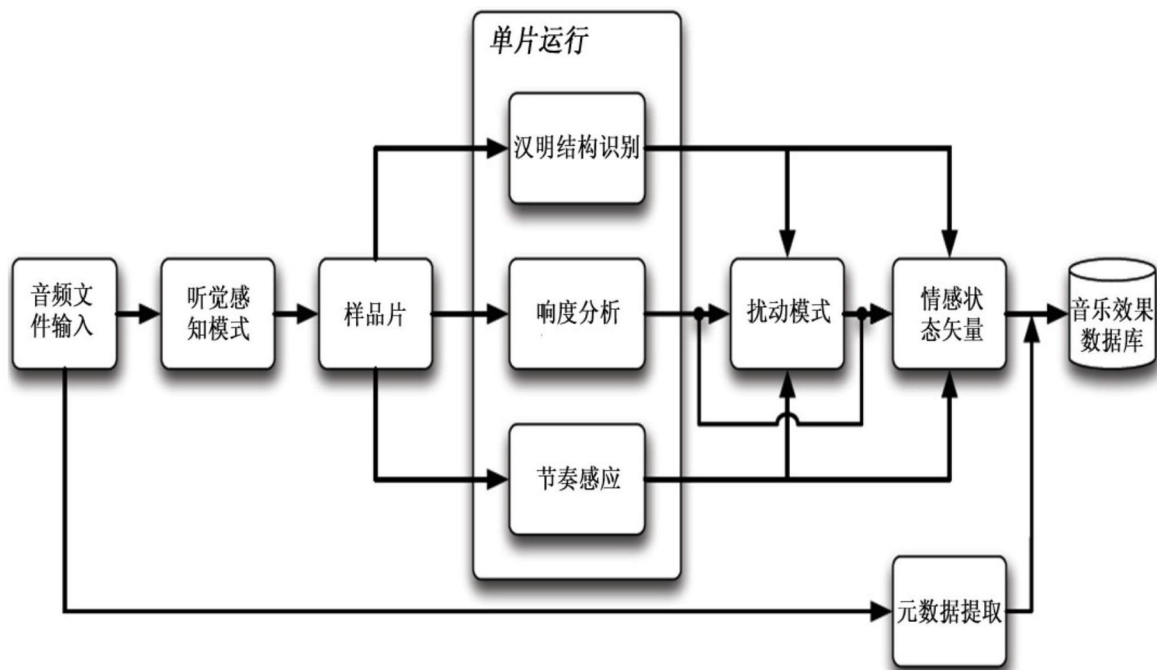 单片运行
汉明结构识别
音频文
件输入
听觉感
知模式
样品片
响度分析
扰动模式
情感状
态矢量
音乐效果
数据库
节奏感应
元数据提取